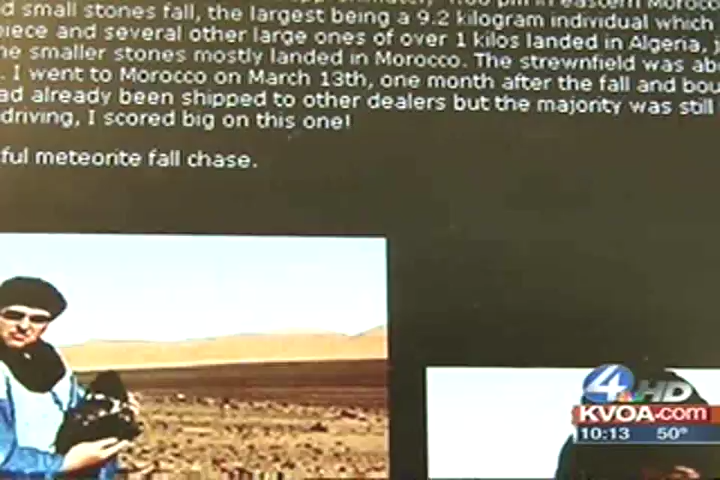 d small stones fall, the largest being a 9.2 kilogram individual which
piece and several other large ones of over 1 kilos landed in Algeria,
he smaller stones mostly landed in Morocco. The strewnfield was
. I went to Morocco on March 13th, one month after the fall and
ad already been shipped to other dealers but the majority was still
driving, I scored big on this one!
ful meteorite fall chase.
4 HD
KVOA.com
10:13 50°